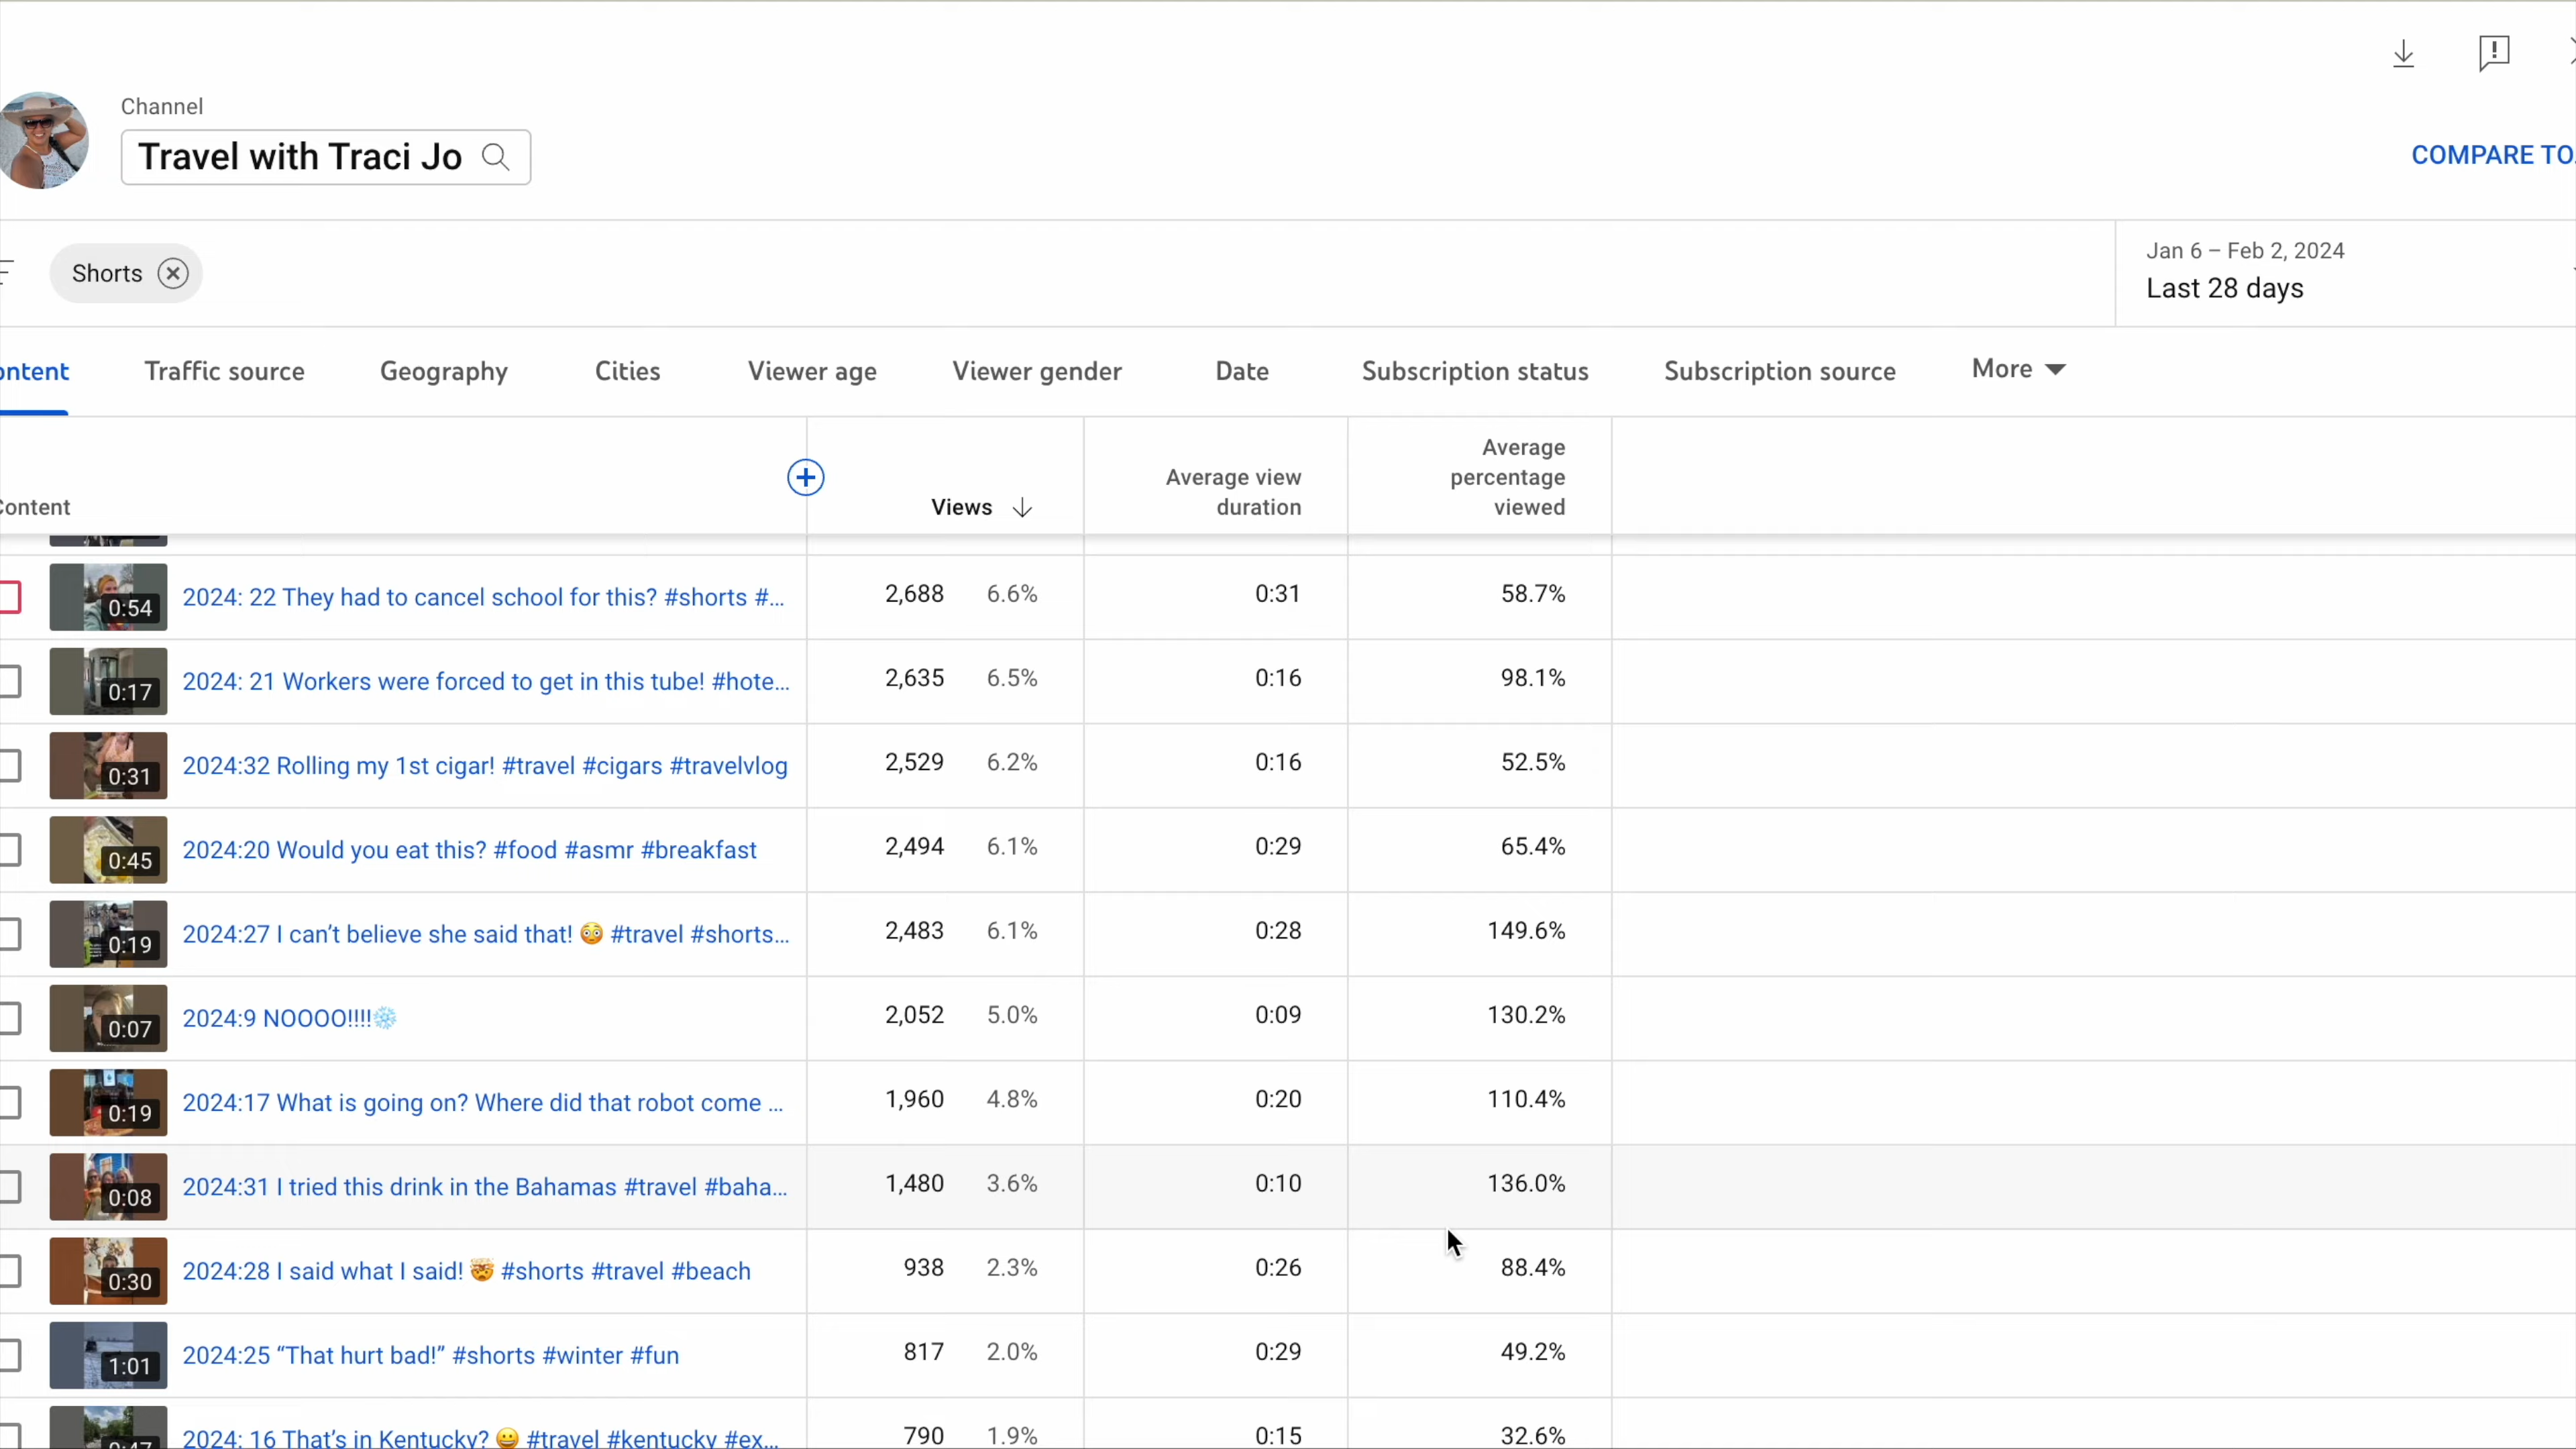 Channel
Travel with Traci Jo
COMPARE TO
Shorts
Jan 6 – Feb 2, 2024
Last 28 days
ontent Traffic source Geography Cities Viewer age Viewer gender Date Subscription status Subscription source More
Content Views Average view duration Average percentage viewed
0:54 2024: 22 They had to cancel school for this? #shorts #... 2,688 6.6% 0:31 58.7%
0:17 2024: 21 Workers were forced to get in this tube! #hote... 2,635 6.5% 0:16 98.1%
0:31 2024:32 Rolling my 1st cigar! #travel #cigars #travelvlog 2,529 6.2% 0:16 52.5%
0:45 2024:20 Would you eat this? #food #asmr #breakfast 2,494 6.1% 0:29 65.4%
0:19 2024:27 I can’t believe she said that! 😳 #travel #shorts... 2,483 6.1% 0:28 149.6%
0:07 2024:9 NOOOO!!!!❄️ 2,052 5.0% 0:09 130.2%
0:19 2024:17 What is going on? Where did that robot come ... 1,960 4.8% 0:20 110.4%
0:08 2024:31 I tried this drink in the Bahamas #travel #baha... 1,480 3.6% 0:10 136.0%
0:30 2024:28 I said what I said! 🤯 #shorts #travel #beach 938 2.3% 0:26 88.4%
1:01 2024:25 “That hurt bad!” #shorts #winter #fun 817 2.0% 0:29 49.2%
0:47 2024: 16 That’s in Kentucky? 😀 #travel #kentucky #ex... 790 1.9% 0:15 32.6%